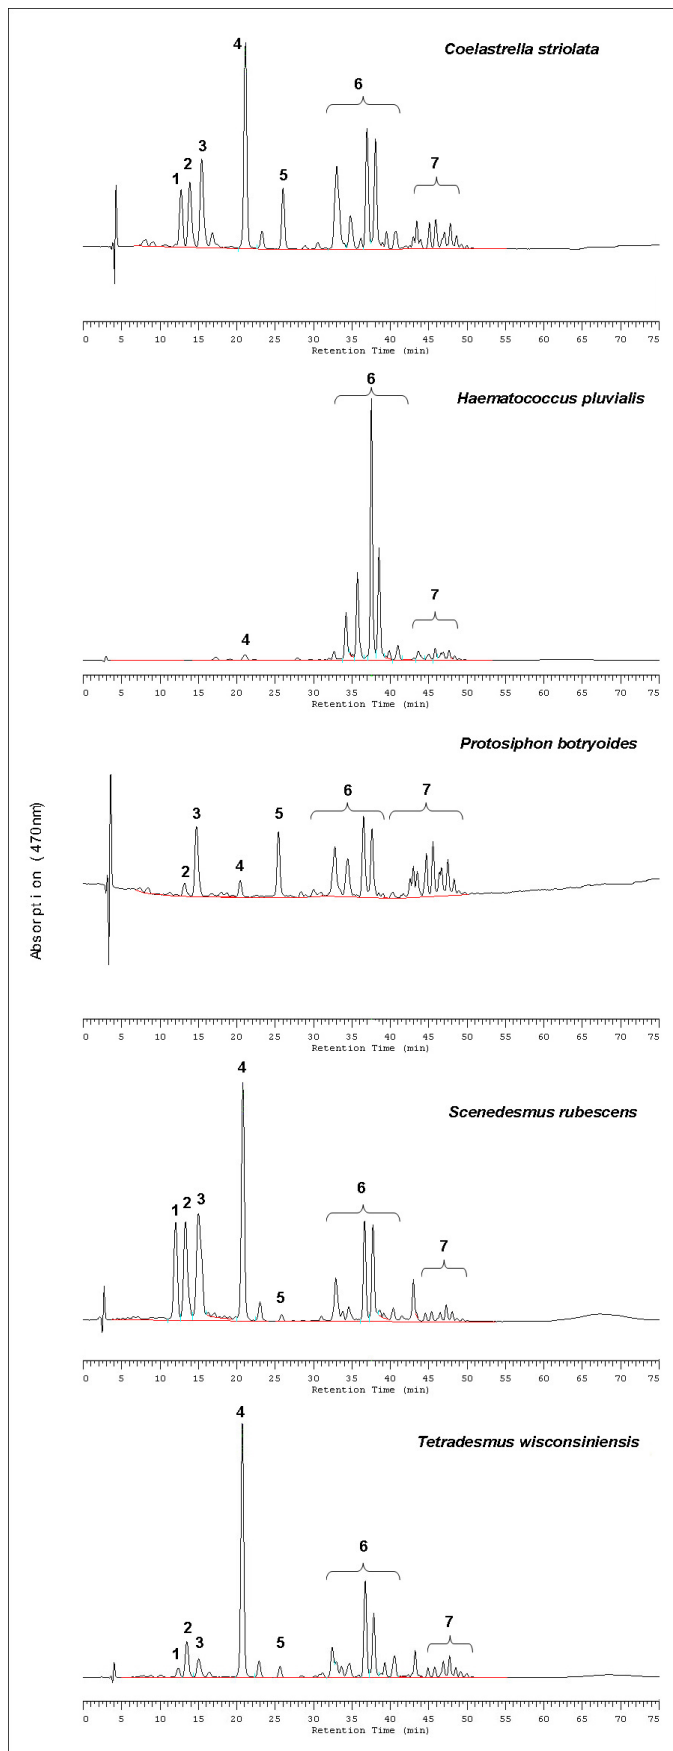 Coelastrella striolata
4
6
3
2
1
5
7
0 5 10 15 20 25 30 35 40 45 50 55 60 65 70 75
Retention Time (min)
6
Haematococcus pluvialis
7
4
0 5 10 15 20 25 30 35 40 45 50 55 60 65 70 75
Retention Time (min)
Protosiphon botryoides
Absorption (470nm)
6
7
3
5
4
2
0 5 10 15 20 25 30 35 40 45 50 55 60 65 70 75
Retention Time (min)
4
Scenedesmus rubescens
6
1
2
3
7
5
0 5 10 15 20 25 30 35 40 45 50 55 60 65 70 75
Retention Time (min)
4
Tetradesmus wisconsiniensis
6
2
1
3
5
7
0 5 10 15 20 25 30 35 40 45 50 55 60 65 70 75
Retention Time (min)